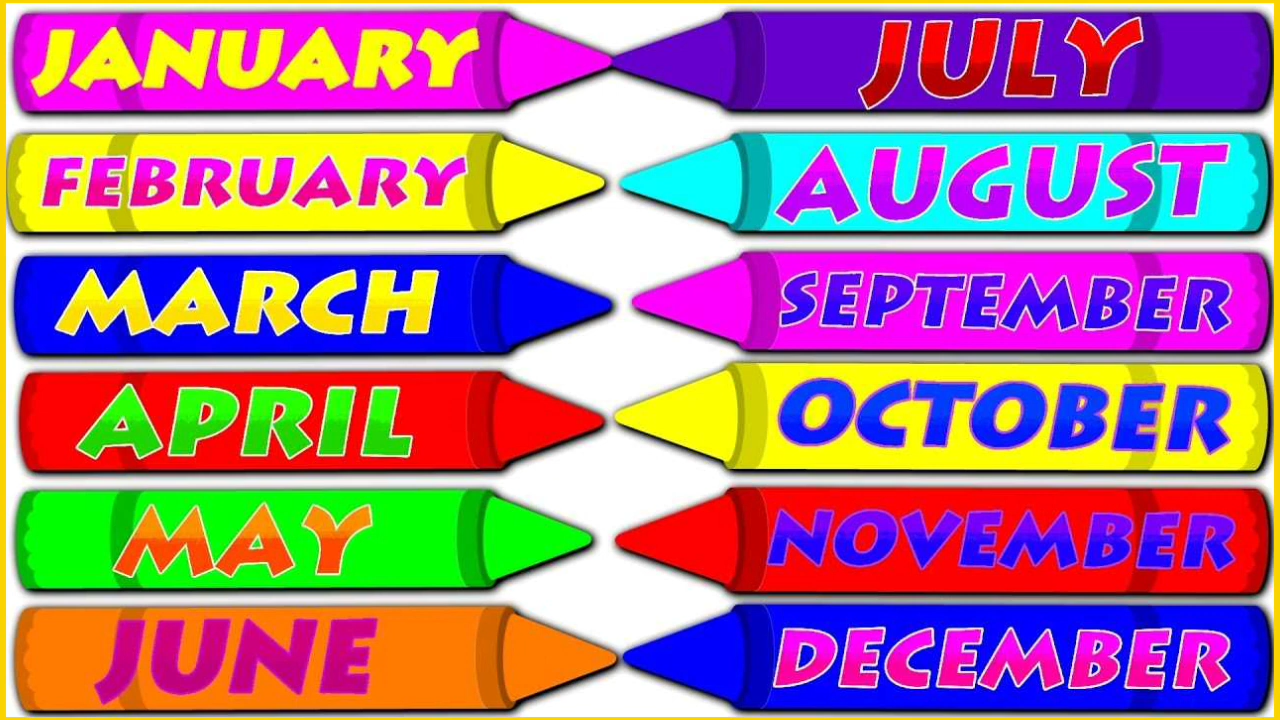 JANUARY
FEBRUARY
MARCH
APRIL
MAY
JUNE
JULY
AUGUST
SEPTEMBER
OCTOBER
NOVEMBER
DECEMBER